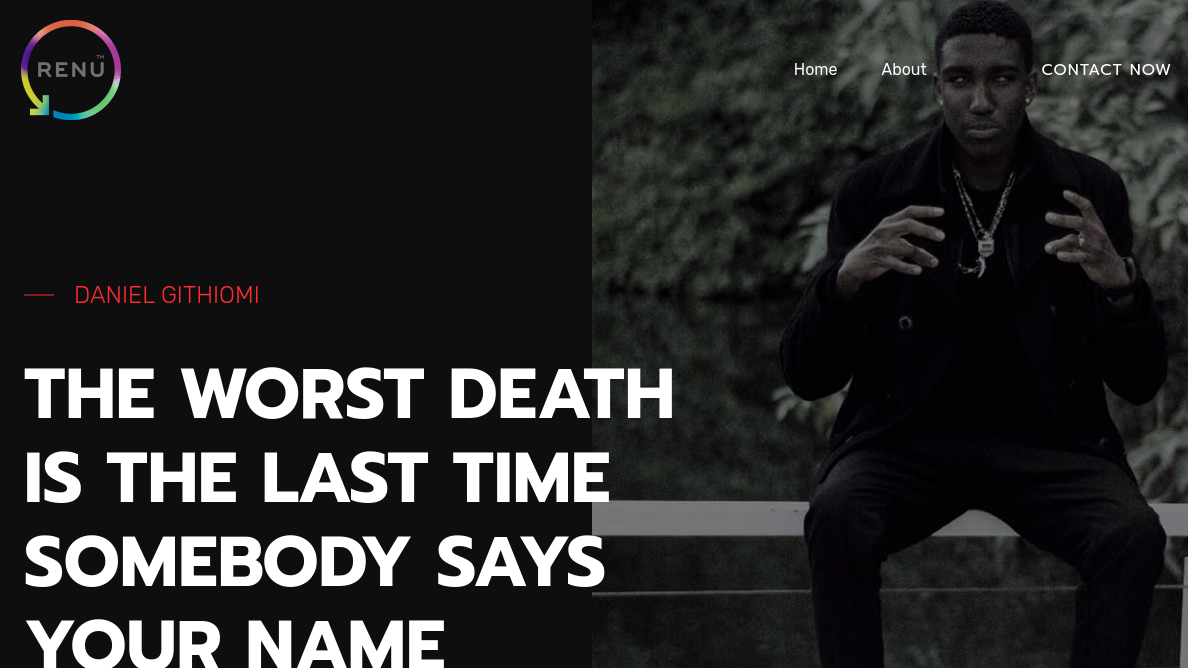 RENU™
Home About CONTACT NOW
DANIEL GITHIOMI
THE WORST DEATH
IS THE LAST TIME
SOMEBODY SAYS
YOUR NAME